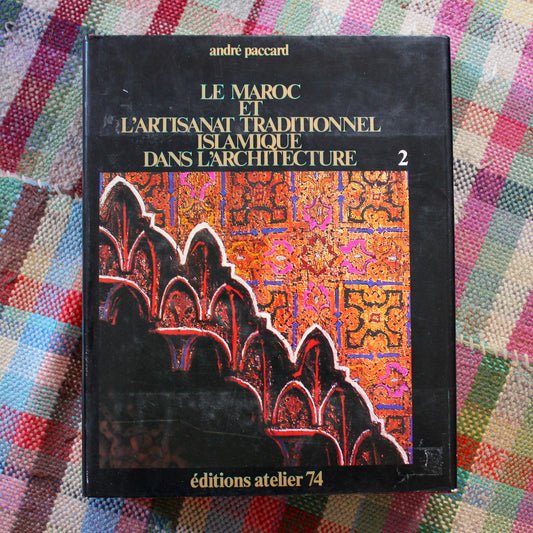 andré paccard
LE MAROC
ET
L'ARTISANAT TRADITIONNEL
ISLAMIQUE
DANS L'ARCHITECTURE 2
éditions atelier 74